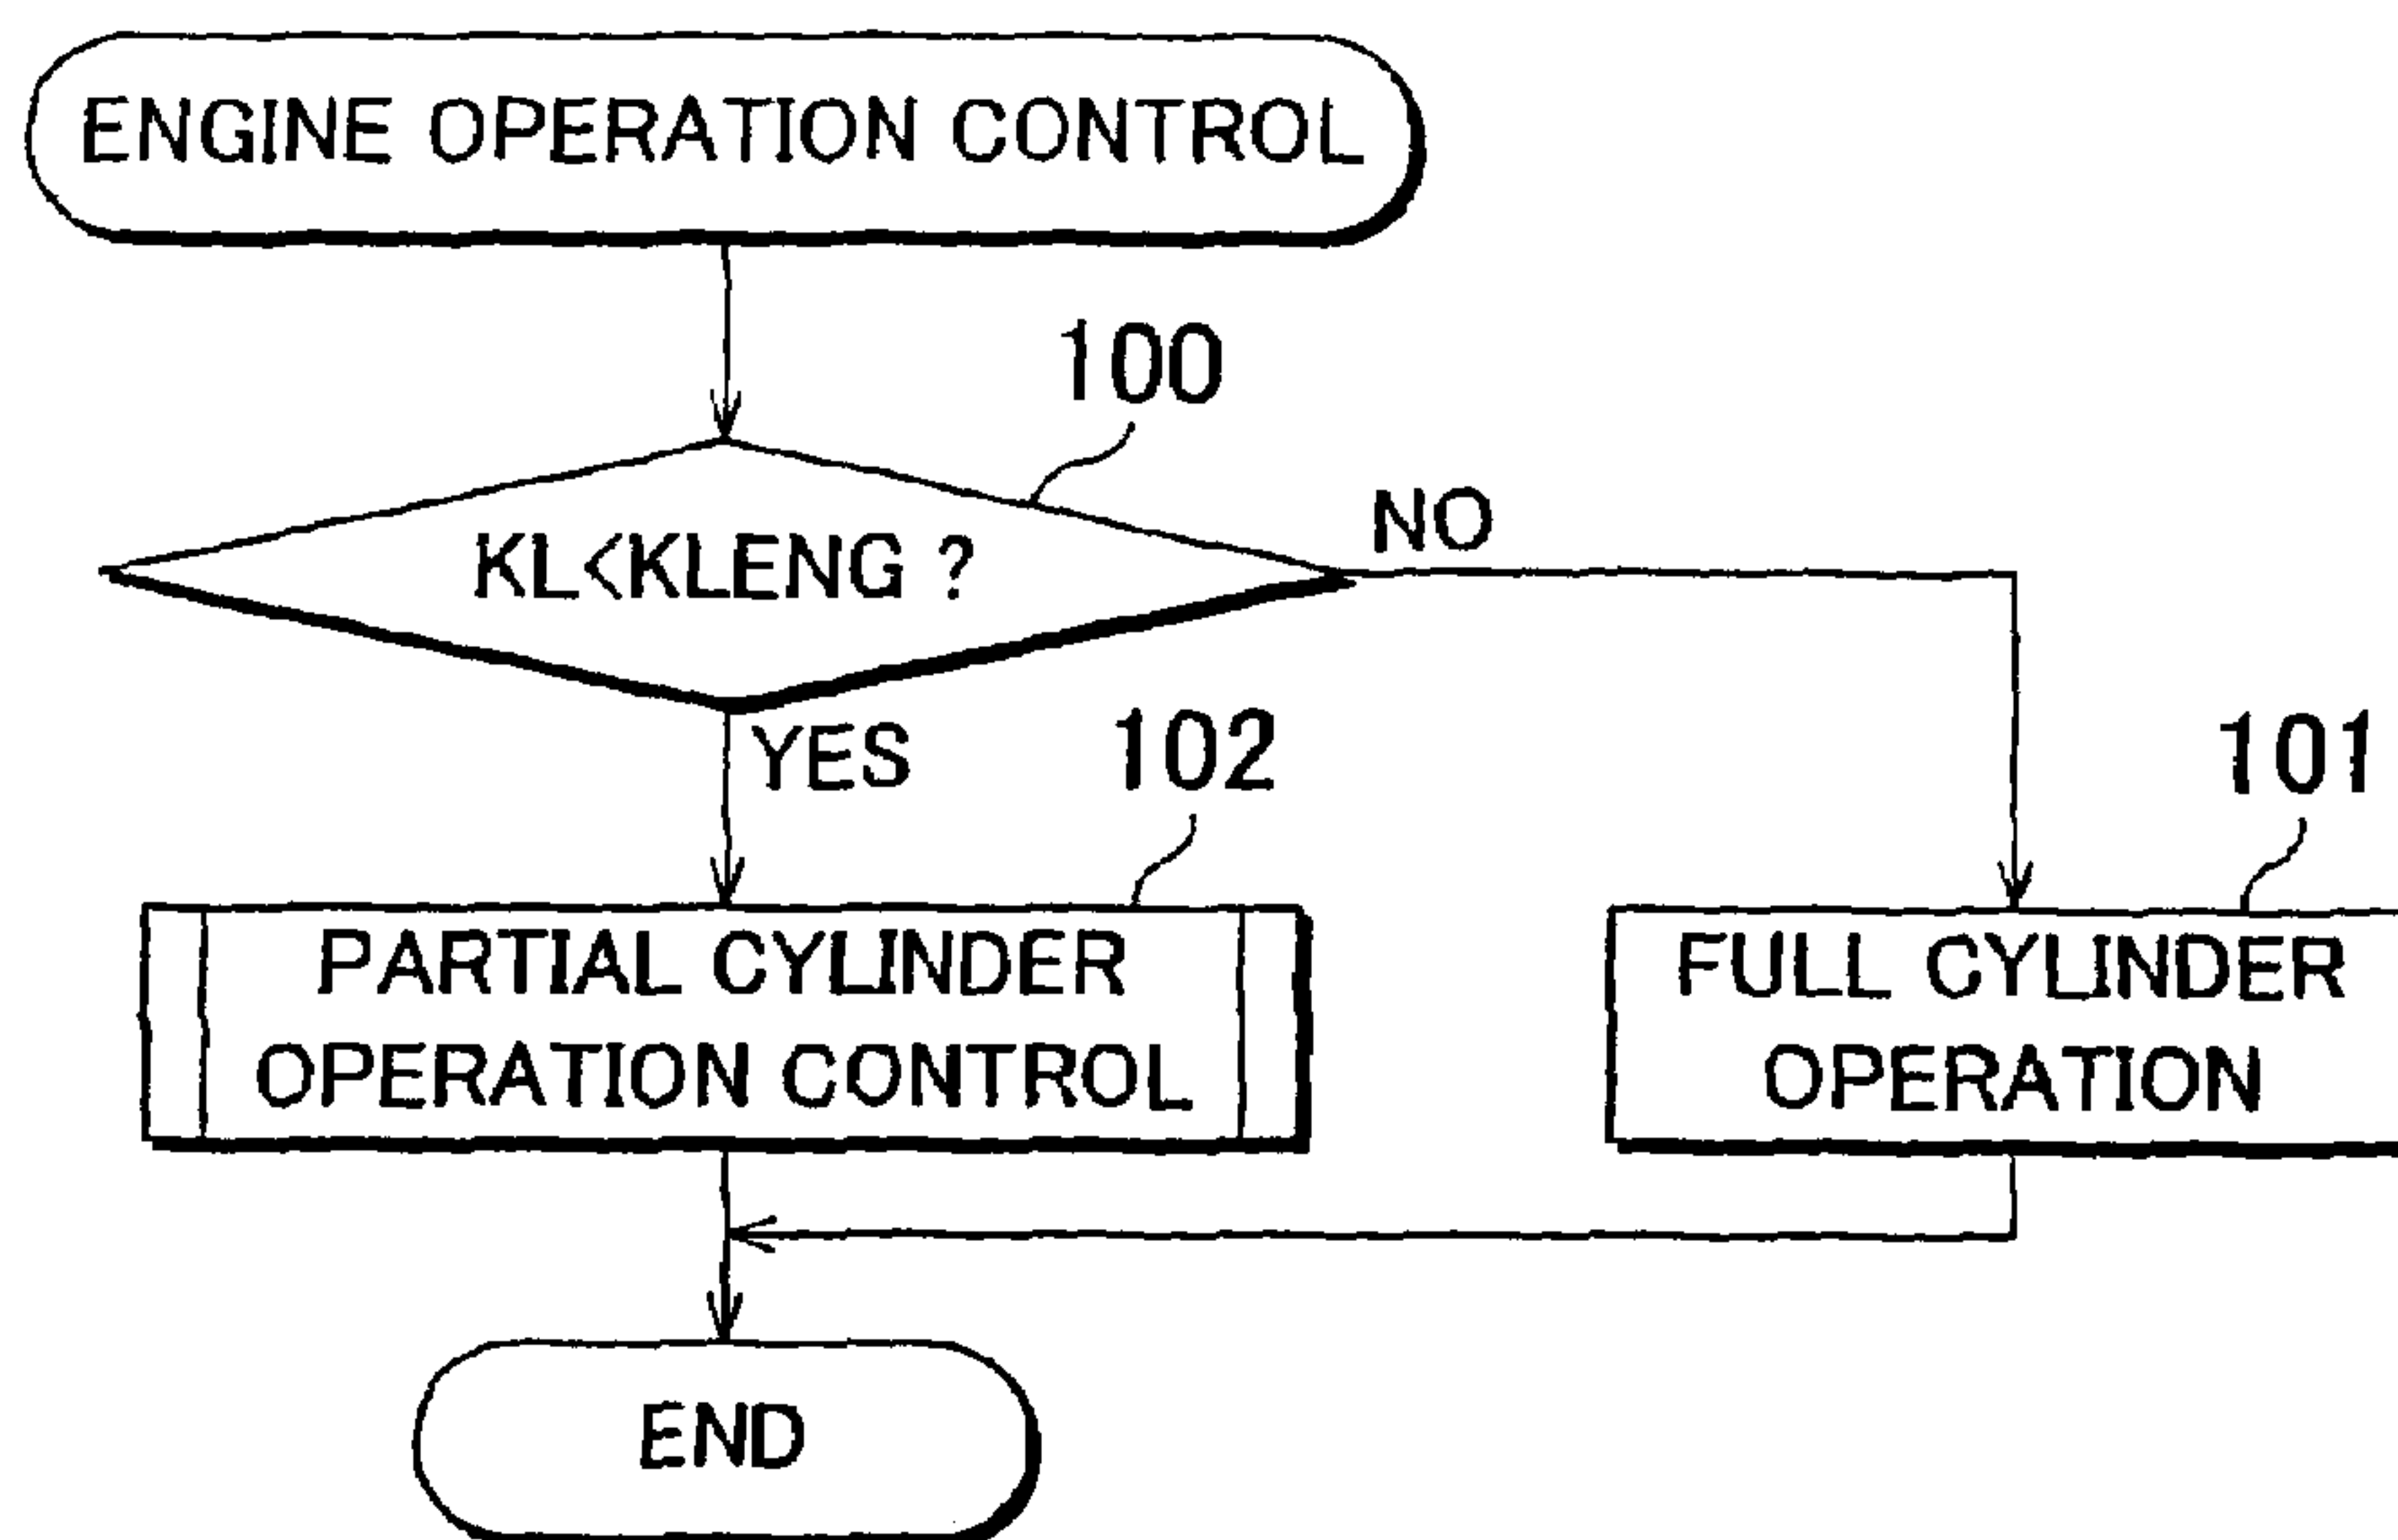 ENGINE OPERATION CONTROL
100
KL<KLENG ?
NO
YES
102
101
PARTIAL CYLINDER
OPERATION CONTROL
FULL CYLINDER
OPERATION
END